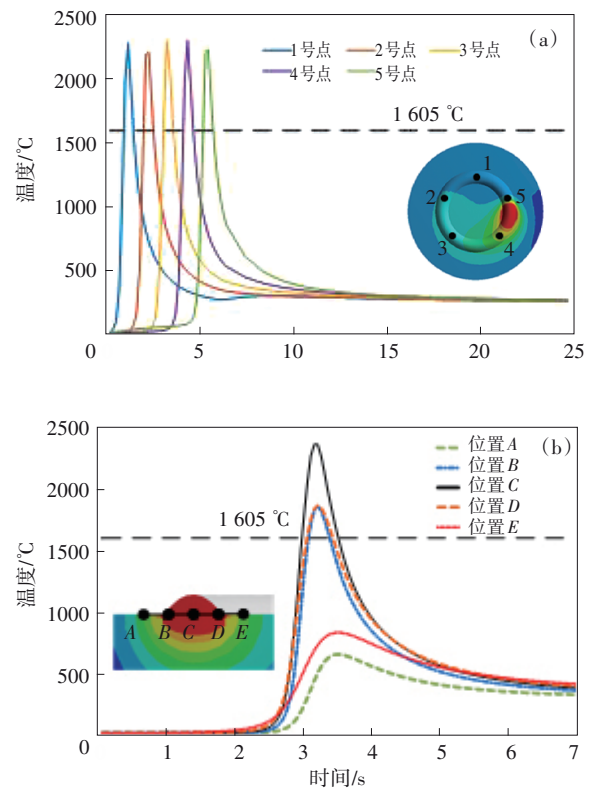 2500
(a)
1号点 2号点 3号点
2000
4号点 5号点
1 605 ℃
1500
温度/℃
1
1000
2 5
3 4
500
0 5 10 15 20 25
2500
(b)
位置A
位置B
2000
位置C
位置D
1 605 ℃
位置E
1500
温度/℃
1000
A B C D E
500
0 1 2 3 4 5 6 7
时间/s